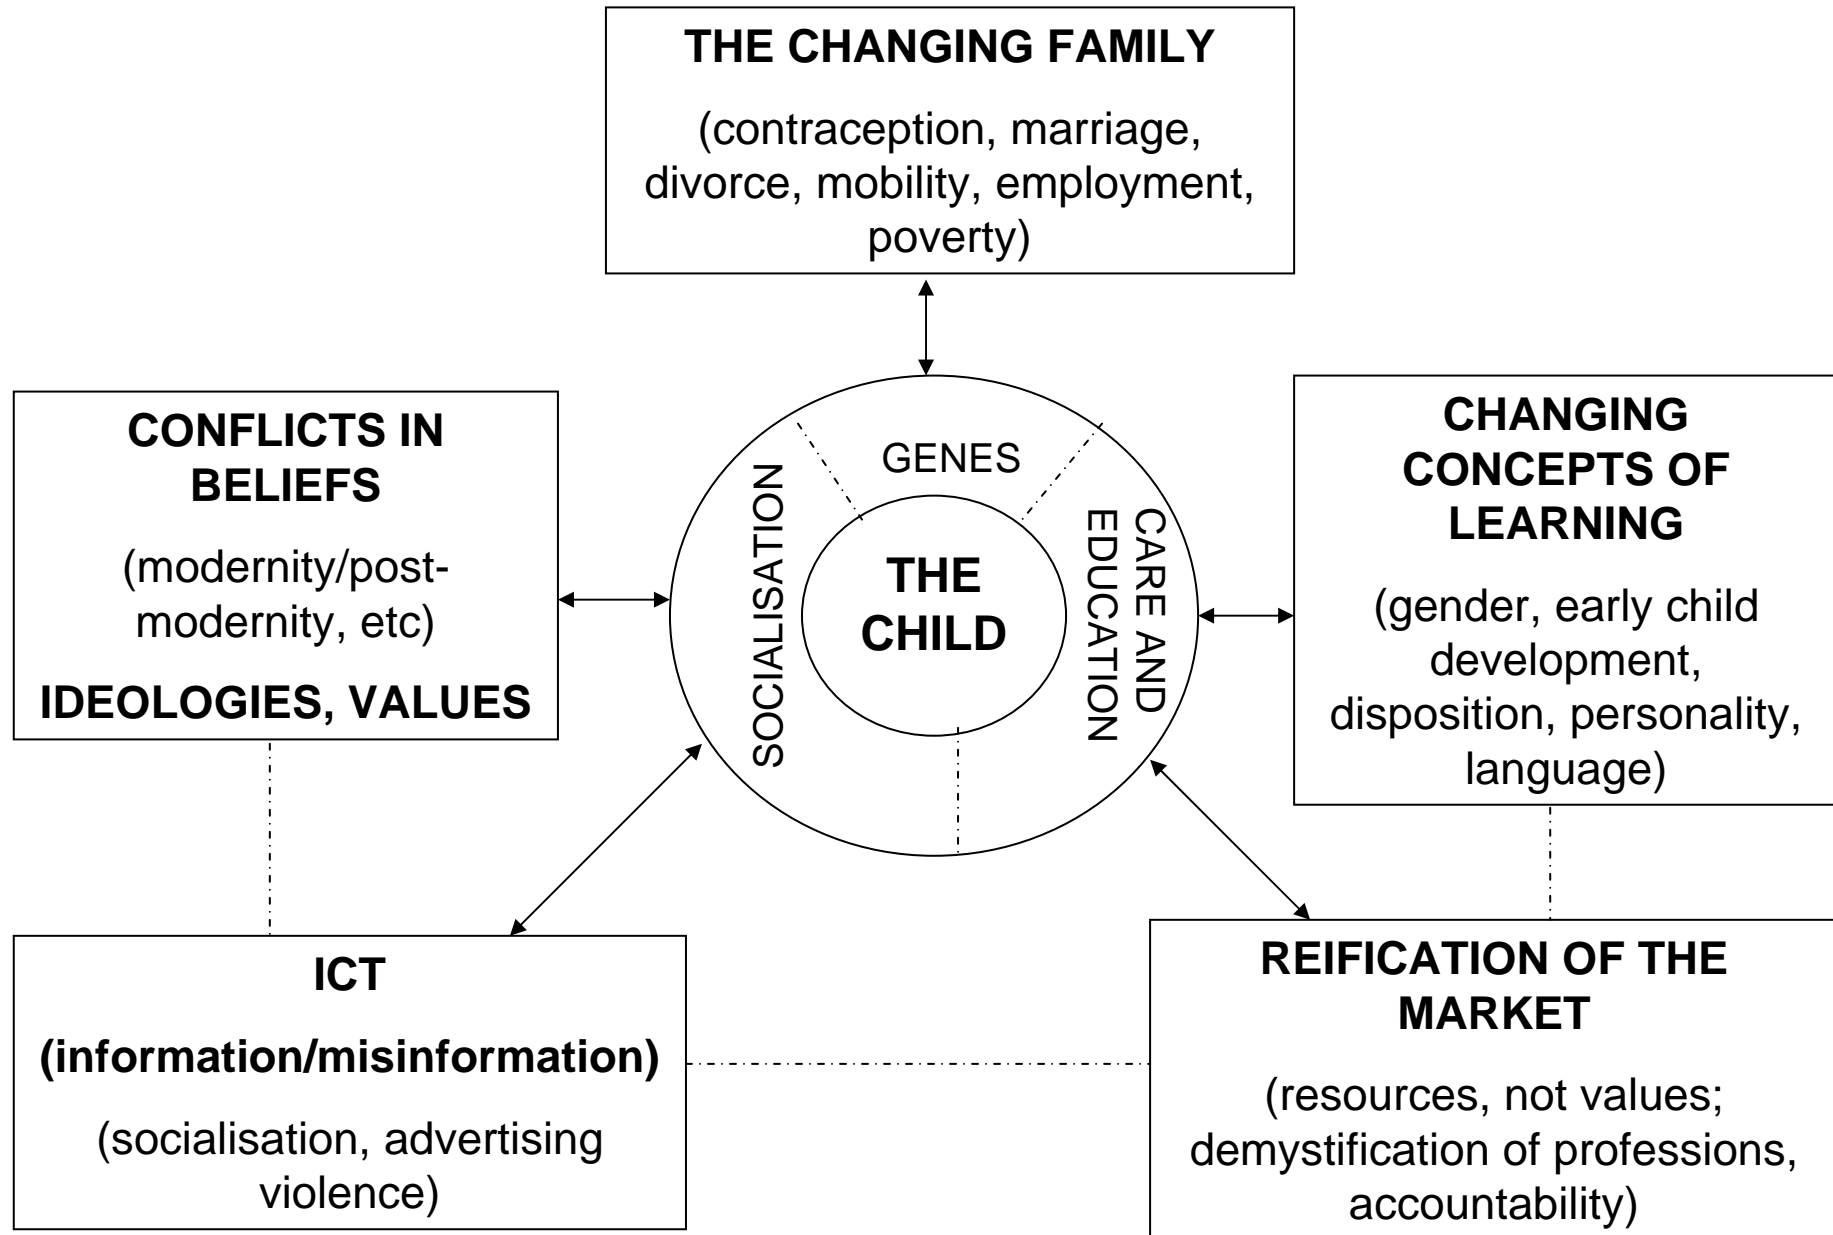 THE CHANGING FAMILY
(contraception, marriage,
divorce, mobility, employment,
poverty)
CONFLICTS IN
BELIEFS
(modernity/post-
modernity, etc)
IDEOLOGIES, VALUES
SOCIALISATION
GENES
THE
CHILD
CARE AND
EDUCATION
CHANGING
CONCEPTS OF
LEARNING
(gender, early child
development,
disposition, personality,
language)
ICT
(information/misinformation)
(socialisation, advertising
violence)
REIFICATION OF THE
MARKET
(resources, not values;
demystification of professions,
accountability)